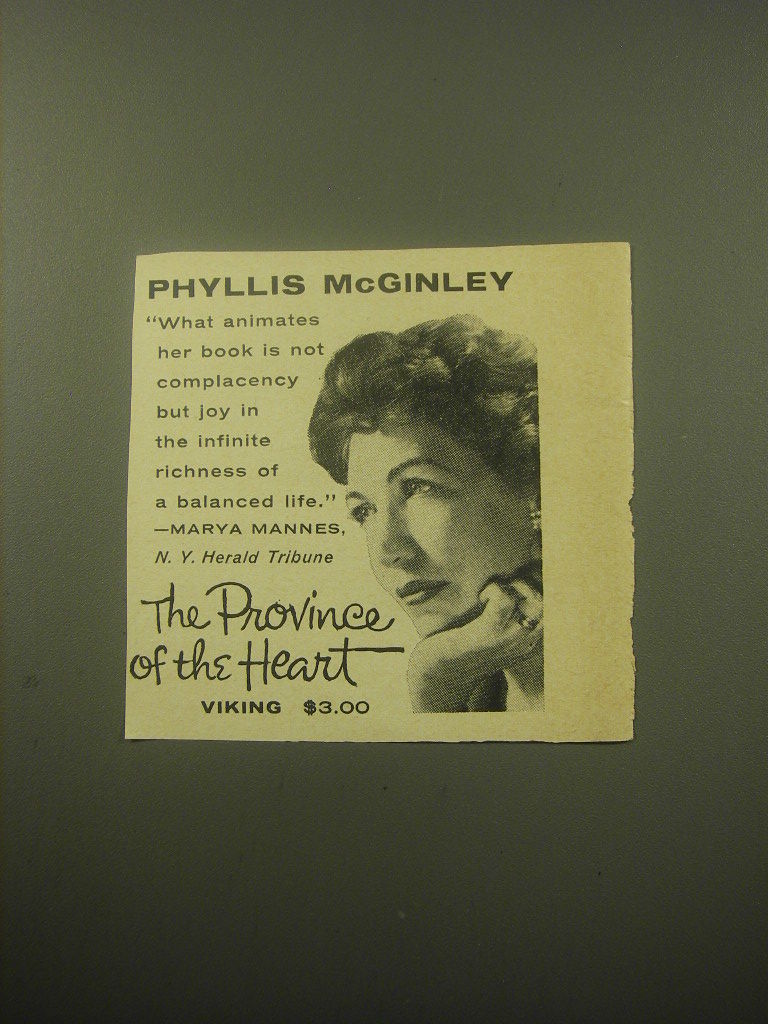 PHYLLIS McGINLEY
“What animates
her book is not
complacency
but joy in
the infinite
richness of
a balanced life.”
—MARYA MANNES,
N. Y. Herald Tribune
The Province
of the Heart
VIKING $3.00